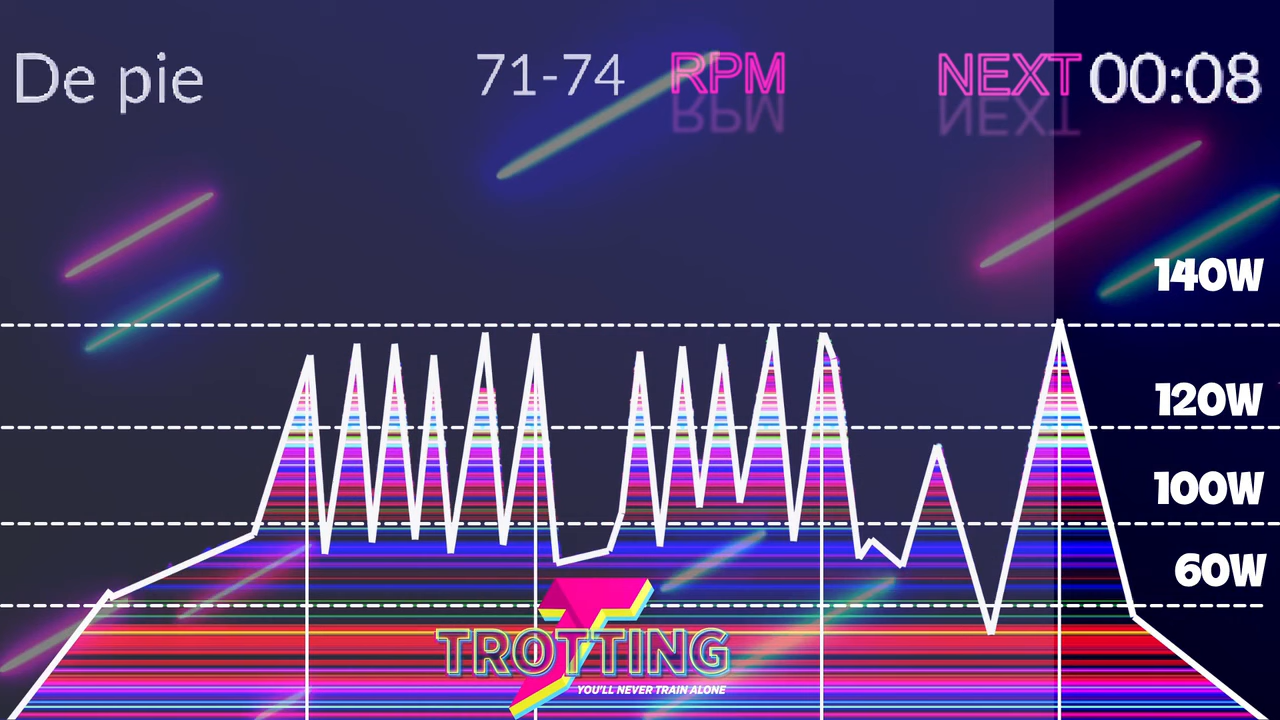 De pie 71-74 RPM NEXT 00:08
140W
120W
100W
60W
TROTTING
YOU'LL NEVER TRAIN ALONE